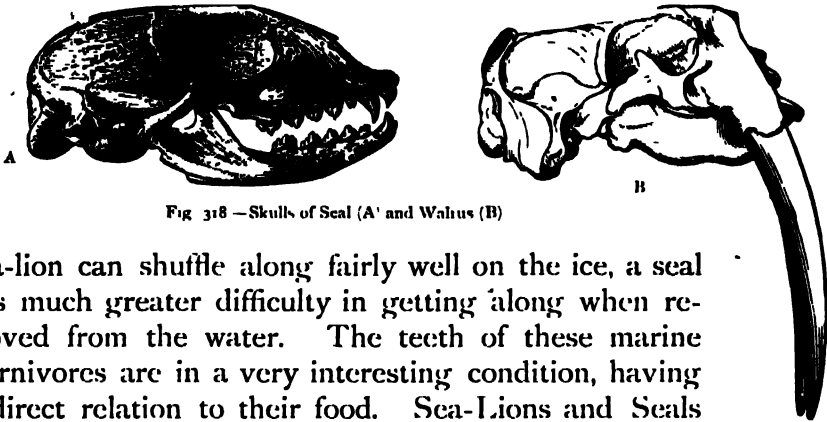 A
B
Fig 318 —Skulls of Seal (A' and Walrus (B)
a-lion can shuffle along fairly well on the ice, a seal
s much greater difficulty in getting along when re-
oved from the water. The teeth of these marine
rnivores are in a very interesting condition, having
direct relation to their food. Sea-Lions and Seals